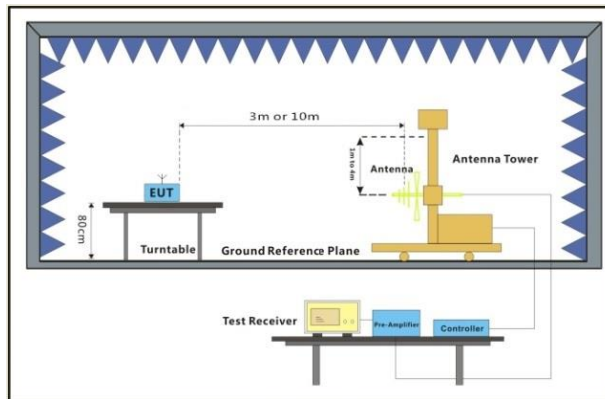 3m or 10m
1m to 4m
Antenna
Antenna Tower
EUT
80cm
Turntable
Ground Reference Plane
Test Receiver
Pre-Amplifier
Controller